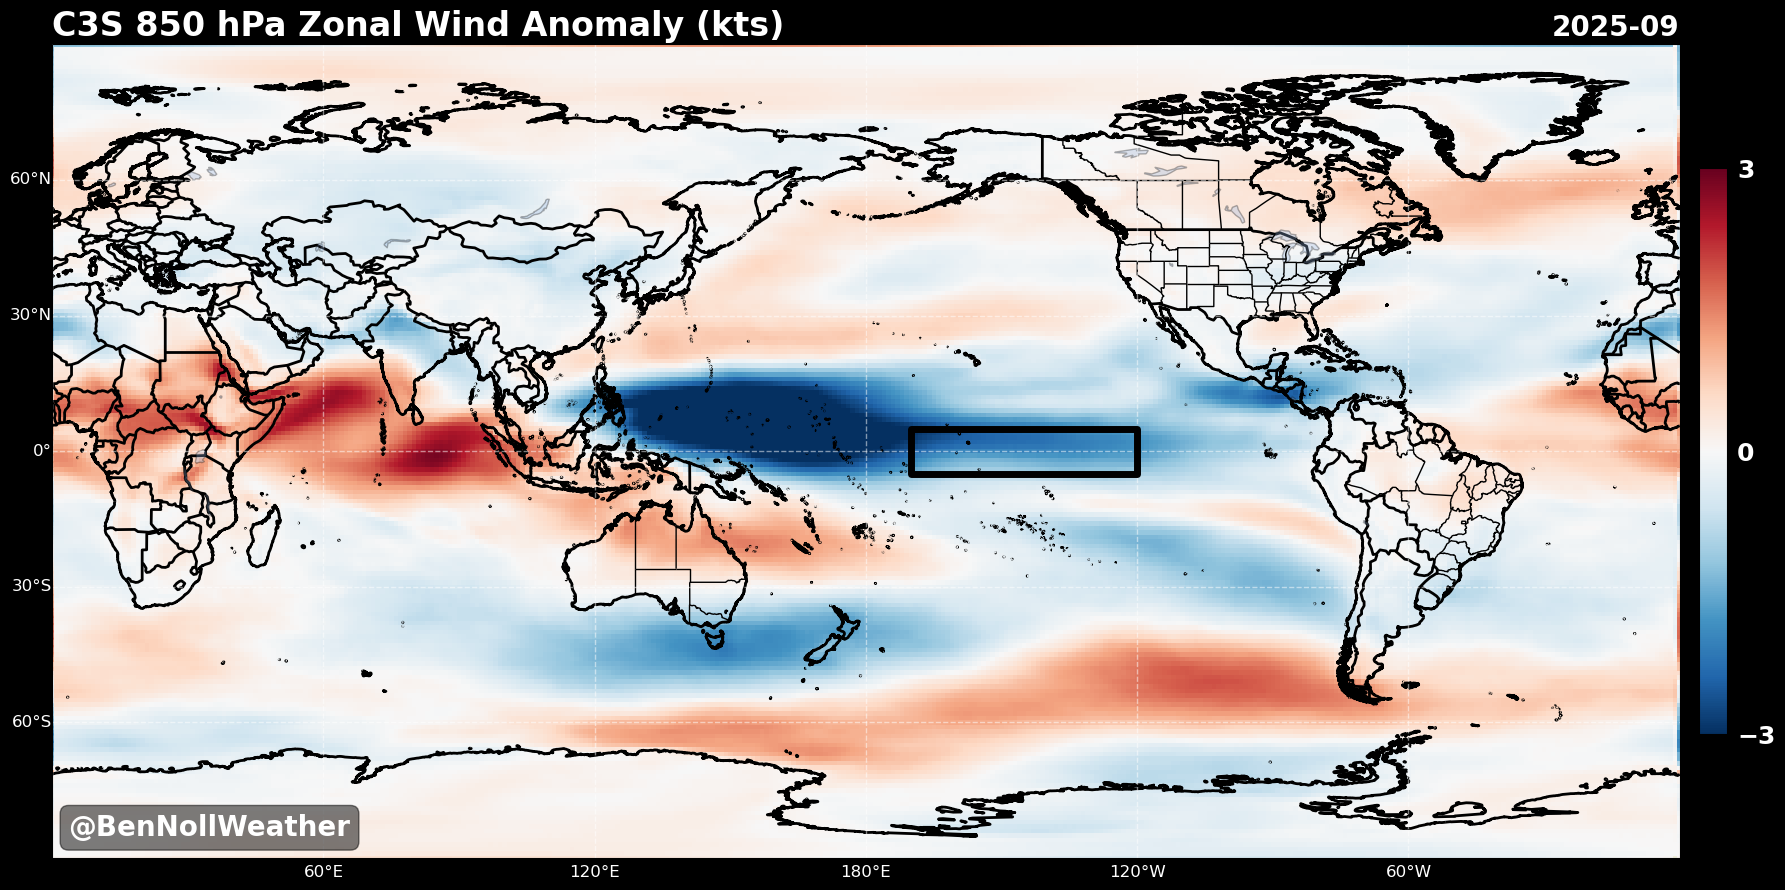 C3S 850 hPa Zonal Wind Anomaly (kts)
2025-09
60°N
30°N
0°
30°S
60°S
60°E
120°E
180°E
120°W
60°W
3
0
−3
@BenNollWeather